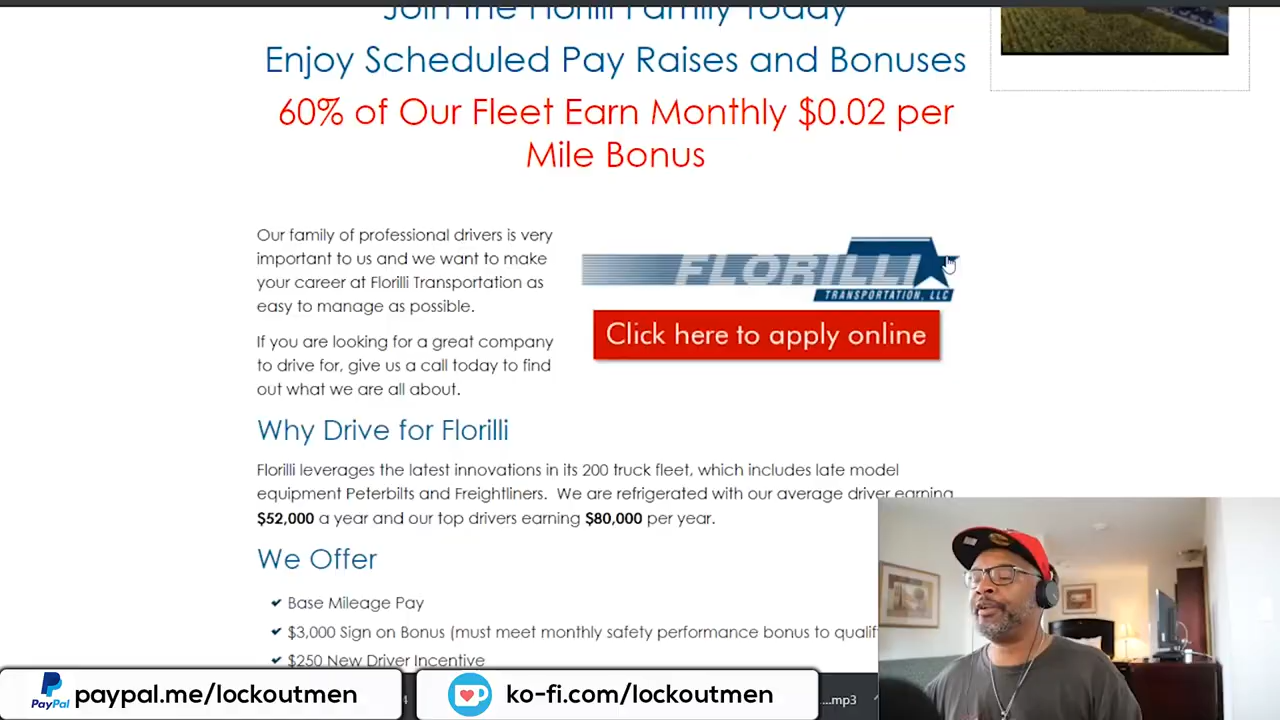 Join the Florilli Family Today
Enjoy Scheduled Pay Raises and Bonuses
60% of Our Fleet Earn Monthly $0.02 per
Mile Bonus
Our family of professional drivers is very
important to us and we want to make
your career at Florilli Transportation as
easy to manage as possible.
If you are looking for a great company
to drive for, give us a call today to find
out what we are all about.
FLORILLI
TRANSPORTATION, LLC
Click here to apply online
Why Drive for Florilli
Florilli leverages the latest innovations in its 200 truck fleet, which includes late model
equipment Peterbilts and Freightliners. We are refrigerated with our average driver earning
$52,000 a year and our top drivers earning $80,000 per year.
We Offer
Base Mileage Pay
$3,000 Sign on Bonus (must meet monthly safety performance bonus to qualif
$250 New Driver Incentive
PayPal
paypal.me/lockoutmen
ko-fi.com/lockoutmen
...mp3